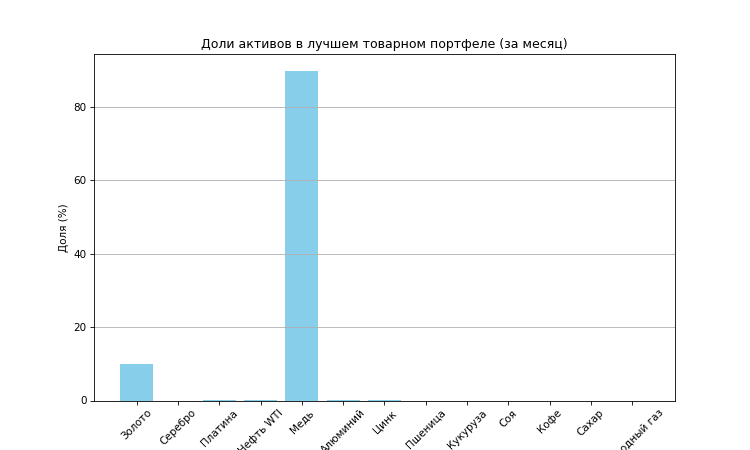 Доли активов в лучшем товарном портфеле (за месяц)
Доля (%)
80
60
40
20
0
Золото
Серебро
Платина
Нефть WTI
Медь
Алюминий
Цинк
Пшеница
Кукуруза
Соя
Кофе
Сахар
газ